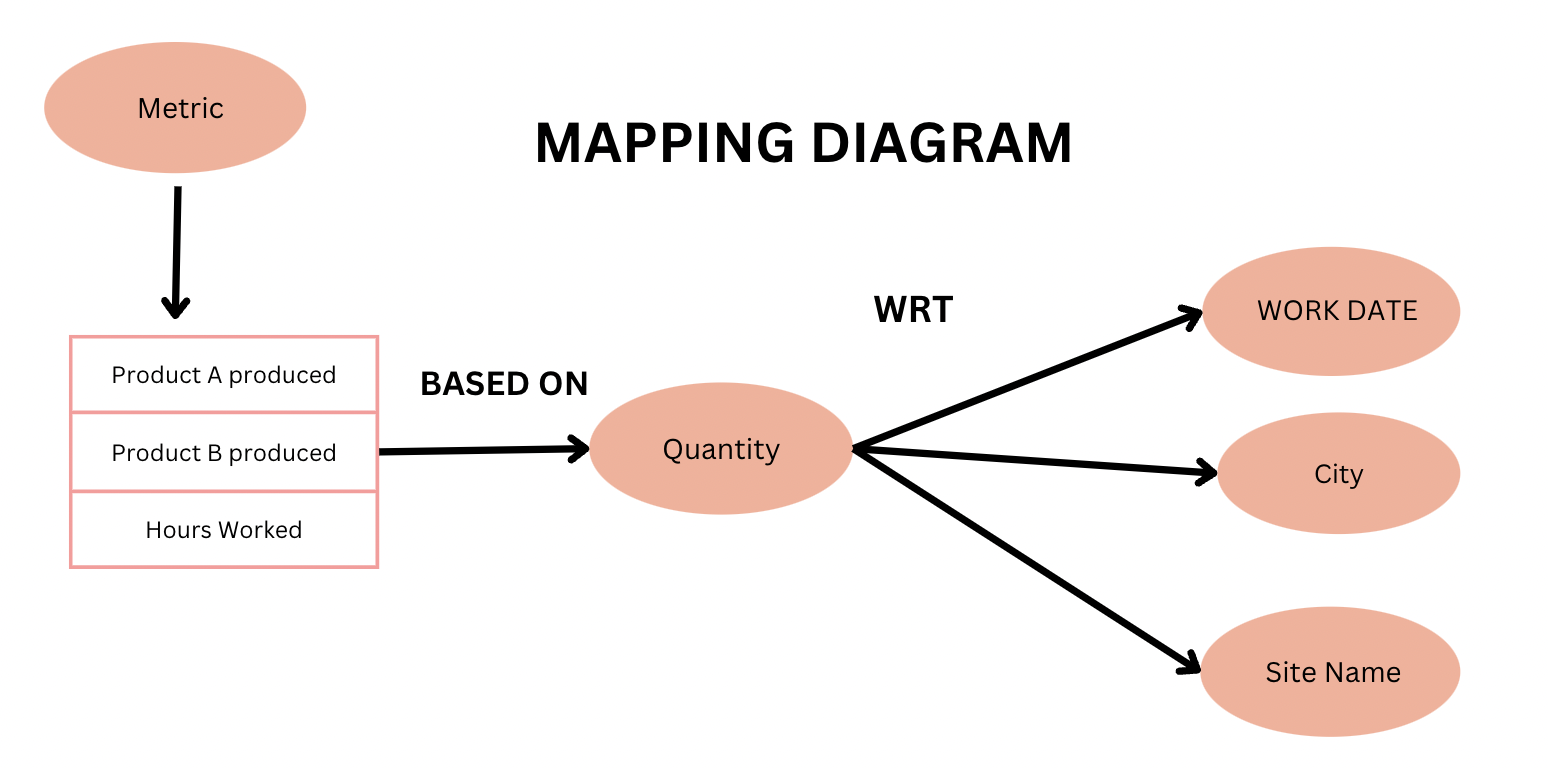 Metric
MAPPING DIAGRAM
WRT
WORK DATE
Product A produced
BASED ON
Product B produced
Quantity
City
Hours Worked
Site Name